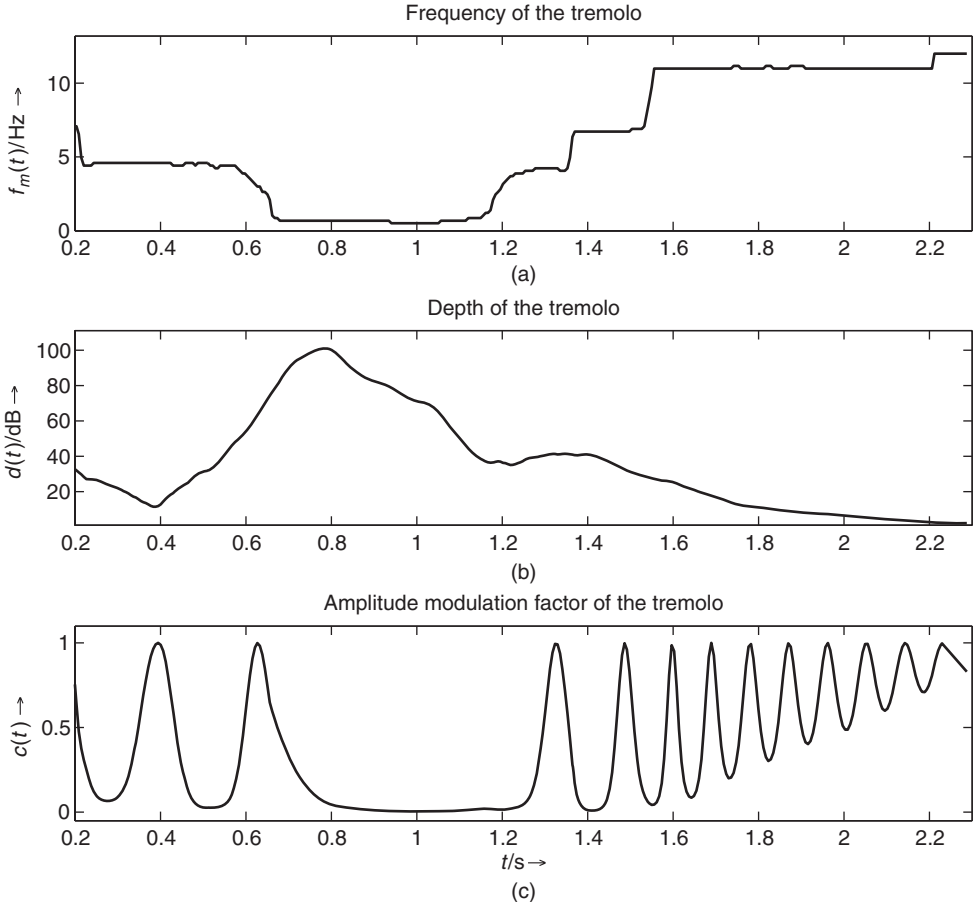 Frequency of the tremolo
10
5
0
f_m(t)/Hz →
0.2 0.4 0.6 0.8 1 1.2 1.4 1.6 1.8 2 2.2
(a)
Depth of the tremolo
100
80
60
40
20
d(t)/dB →
0.2 0.4 0.6 0.8 1 1.2 1.4 1.6 1.8 2 2.2
(b)
Amplitude modulation factor of the tremolo
1
0.5
0
c(t) →
0.2 0.4 0.6 0.8 1 1.2 1.4 1.6 1.8 2 2.2
t/s →
(c)